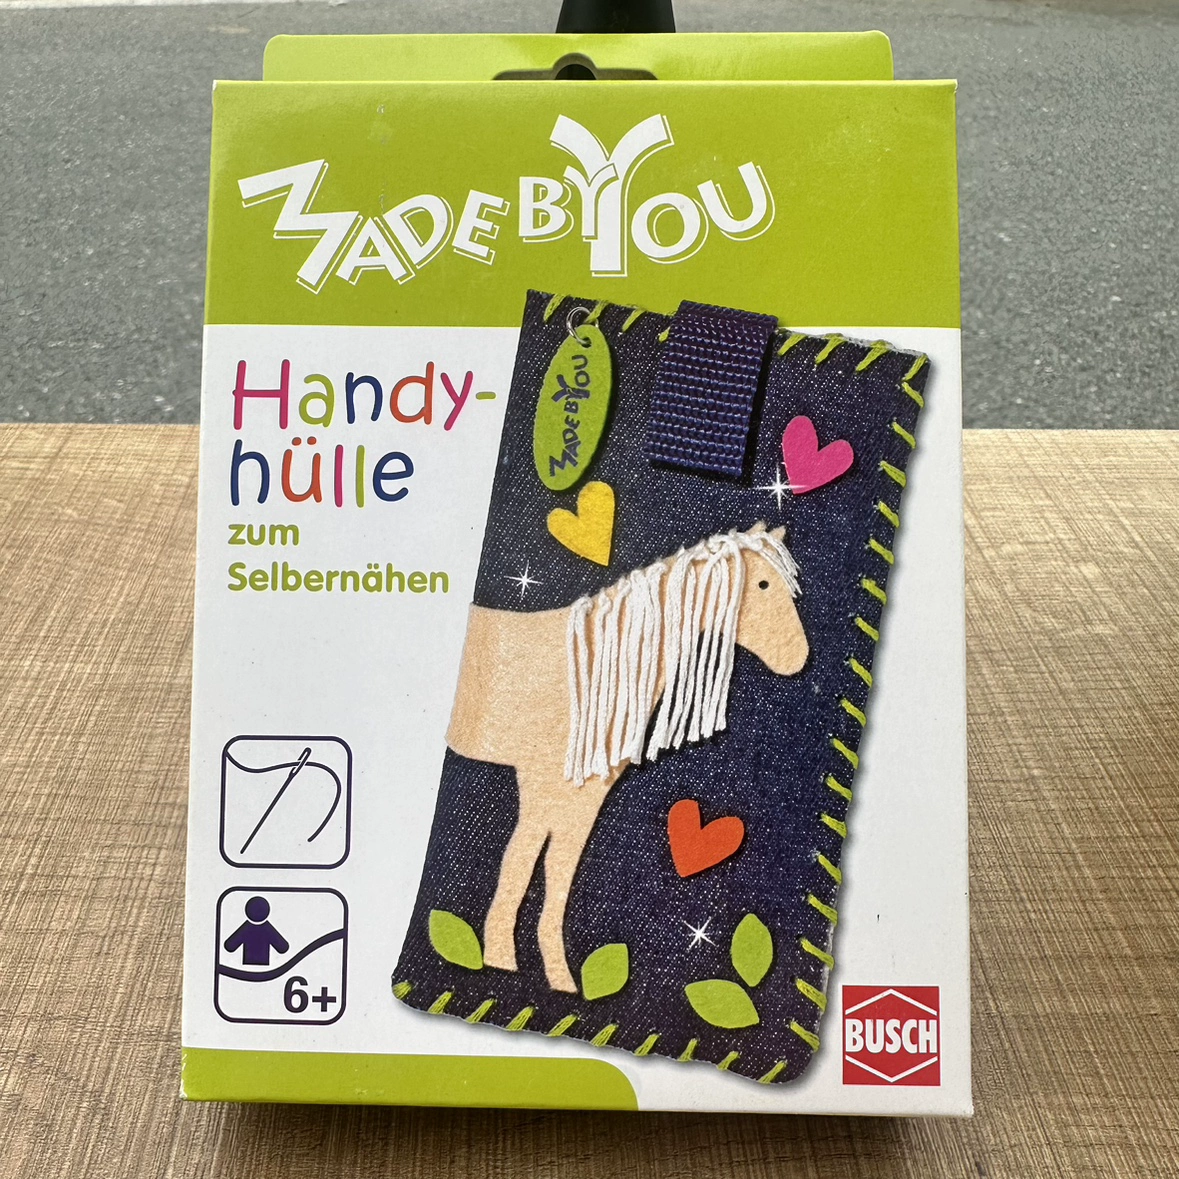 MADE BY YOU
MADE BY YOU
Handy-
hülle
zum
Selbernähen
6+
BUSCH